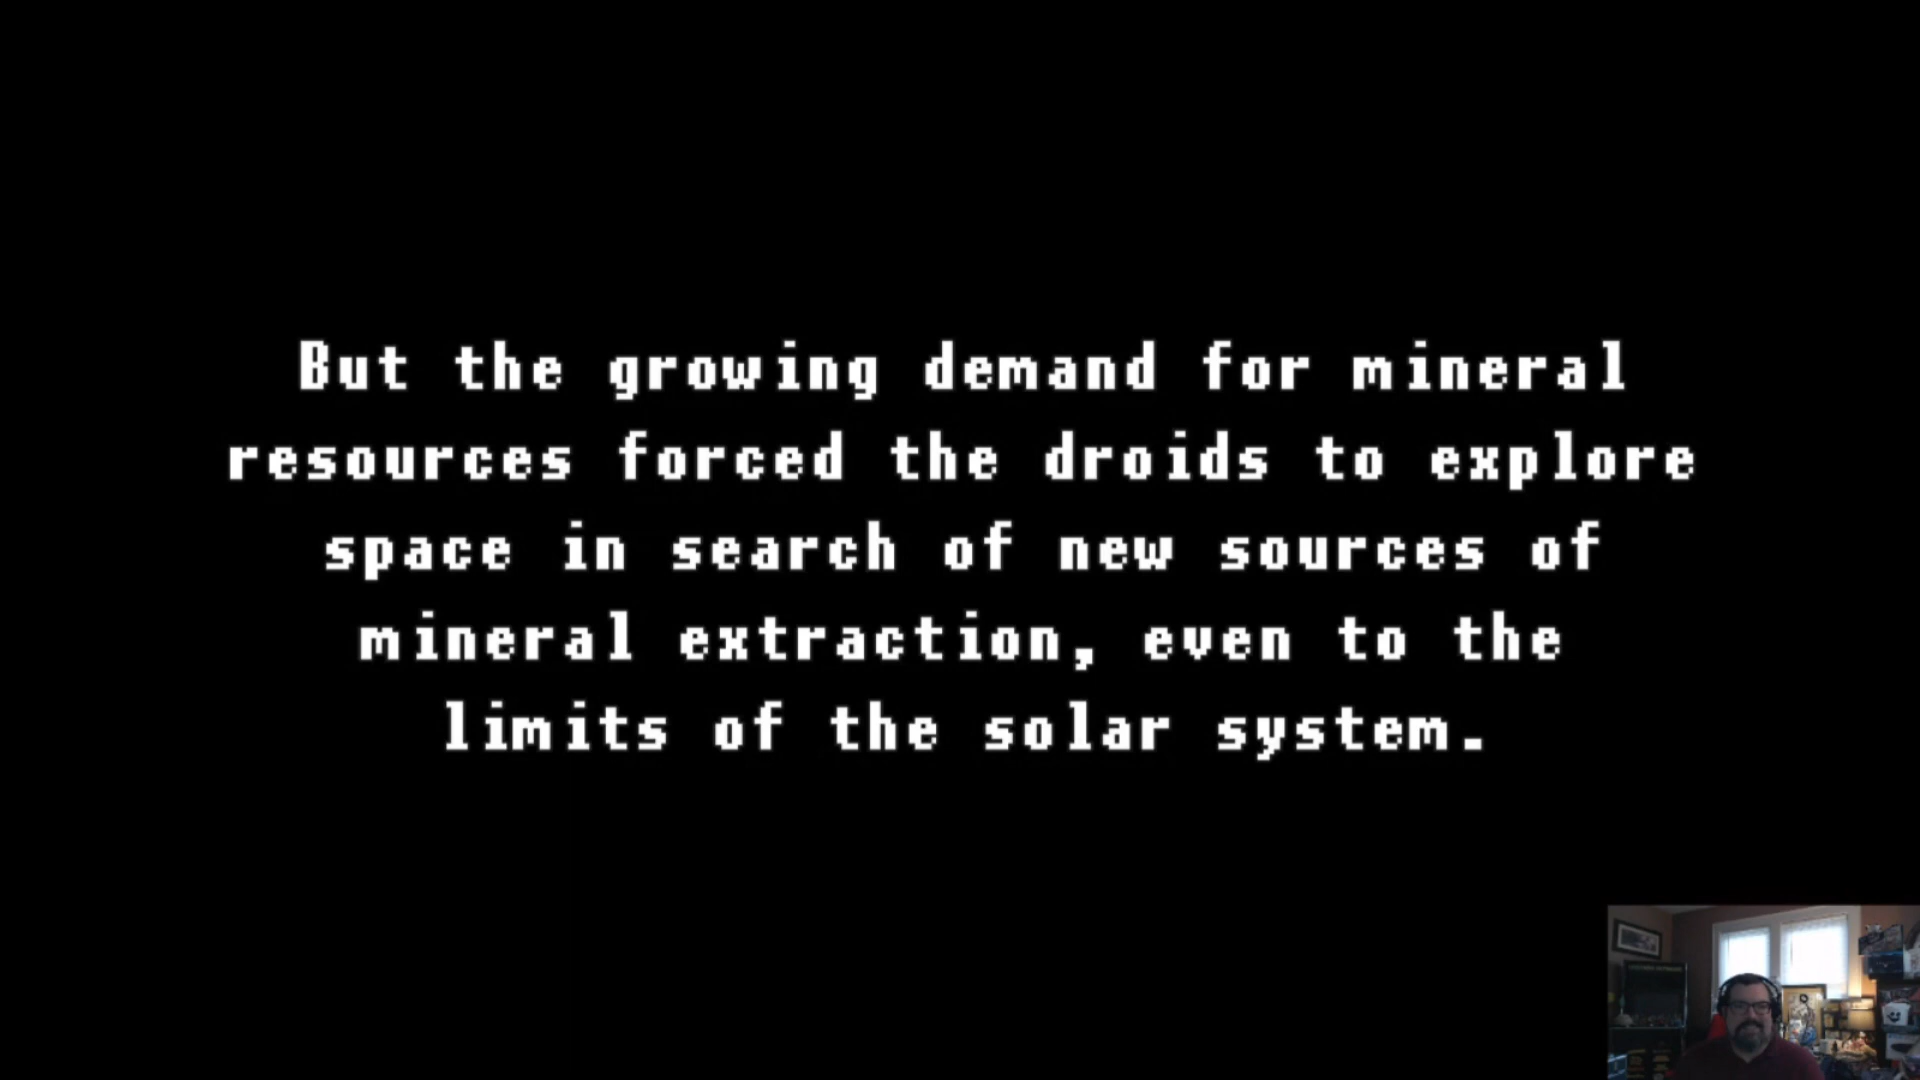 But the growing demand for mineral
resources forced the droids to explore
space in search of new sources of
mineral extraction, even to the
limits of the solar system.